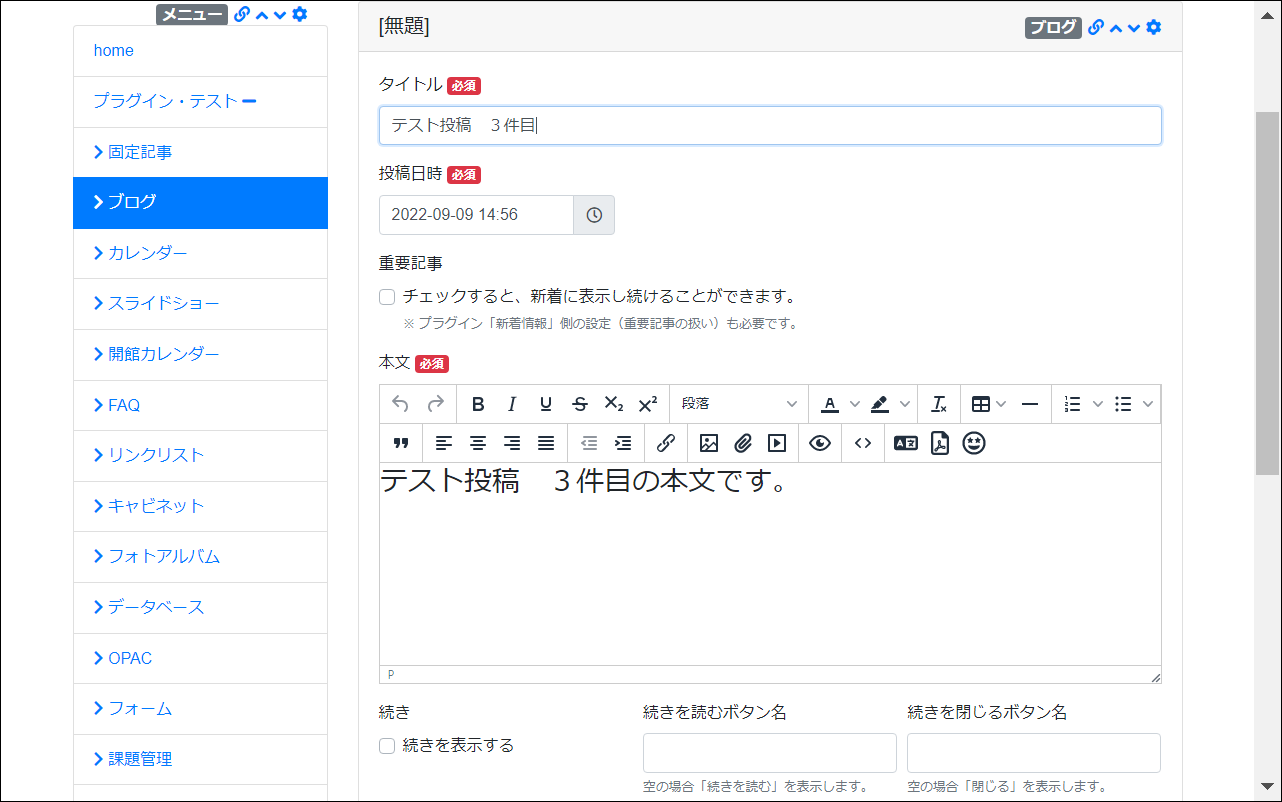 メニュー
home
プラグイン・テスト
固定記事
ブログ
カレンダー
スライドショー
開館カレンダー
FAQ
リンクリスト
キャビネット
フォトアルバム
データベース
OPAC
フォーム
課題管理
[無題]
ブログ
タイトル 必須
テスト投稿　３件目
投稿日時 必須
2022-09-09 14:56
重要記事
チェックすると、新着に表示し続けることができます。
※ プラグイン「新着情報」側の設定（重要記事の扱い）も必要です。
本文 必須
B I U S X₂ X² 段落 A
テスト投稿　３件目の本文です。
P
続き
続きを表示する
続きを読むボタン名
空の場合「続きを読む」を表示します。
続きを閉じるボタン名
空の場合「閉じる」を表示します。